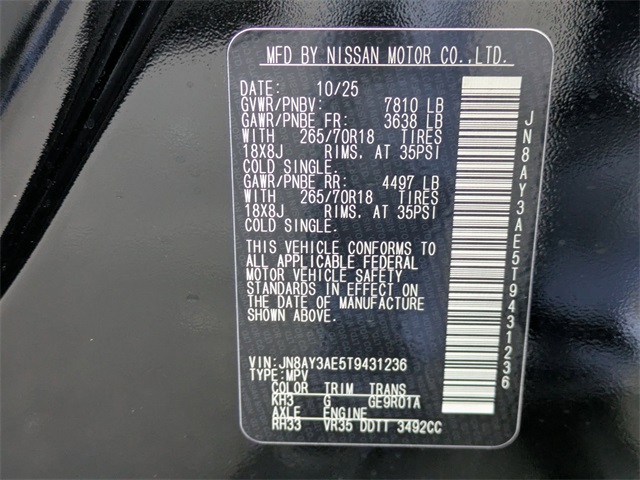 MFD BY NISSAN MOTOR CO.,LTD.
DATE: 10/25
GVWR/PNBV: 7810 LB
GAWR/PNBE FR: 3638 LB
WITH 265/70R18 TIRES
18X8J RIMS. AT 35PSI
COLD SINGLE.
GAWR/PNBE RR: 4497 LB
WITH 265/70R18 TIRES
18X8J RIMS. AT 35PSI
COLD SINGLE.
THIS VEHICLE CONFORMS TO
ALL APPLICABLE FEDERAL
MOTOR VEHICLE SAFETY
STANDARDS IN EFFECT ON
THE DATE OF MANUFACTURE
SHOWN ABOVE.
VIN:JN8AY3AE5T9431236
TYPE:MPV
COLOR TRIM TRANS
KH3 G GE9R01A
AXLE ENGINE
RH33 VR35 DDTT 3492CC
JN8AY3AE5T9431236